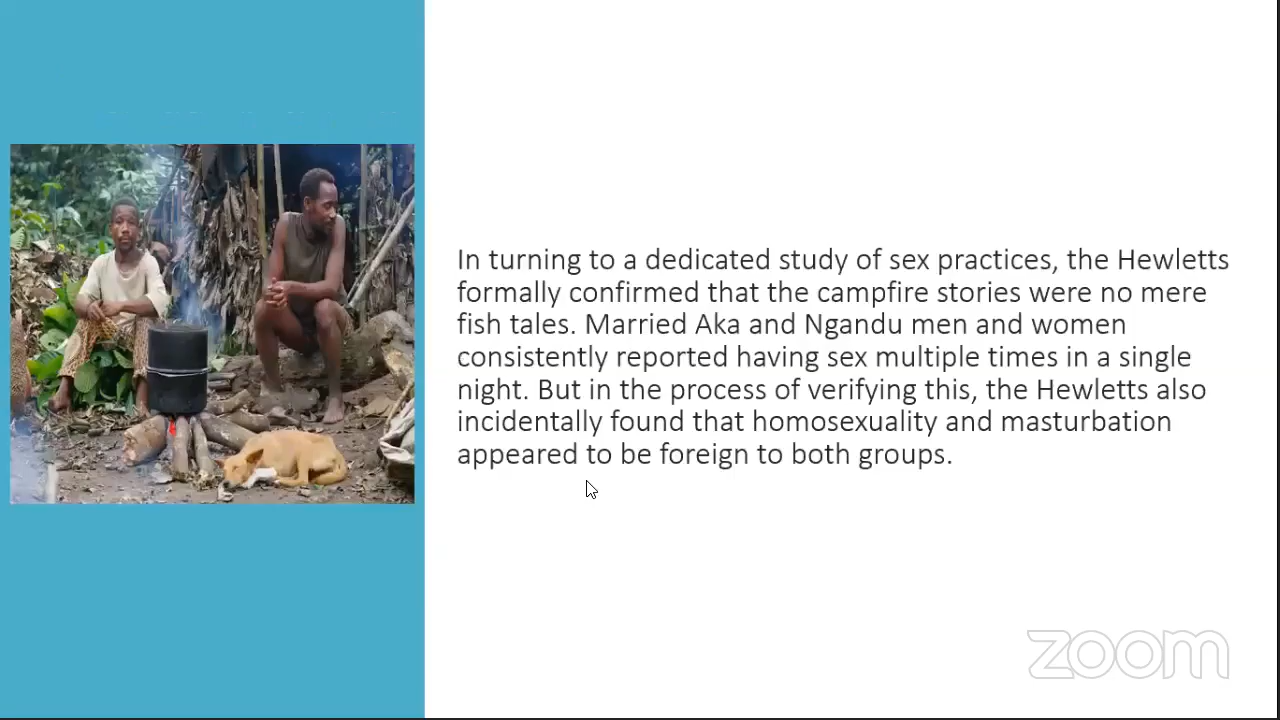 In turning to a dedicated study of sex practices, the Hewletts
formally confirmed that the campfire stories were no mere
fish tales. Married Aka and Ngandu men and women
consistently reported having sex multiple times in a single
night. But in the process of verifying this, the Hewletts also
incidentally found that homosexuality and masturbation
appeared to be foreign to both groups.
zoom